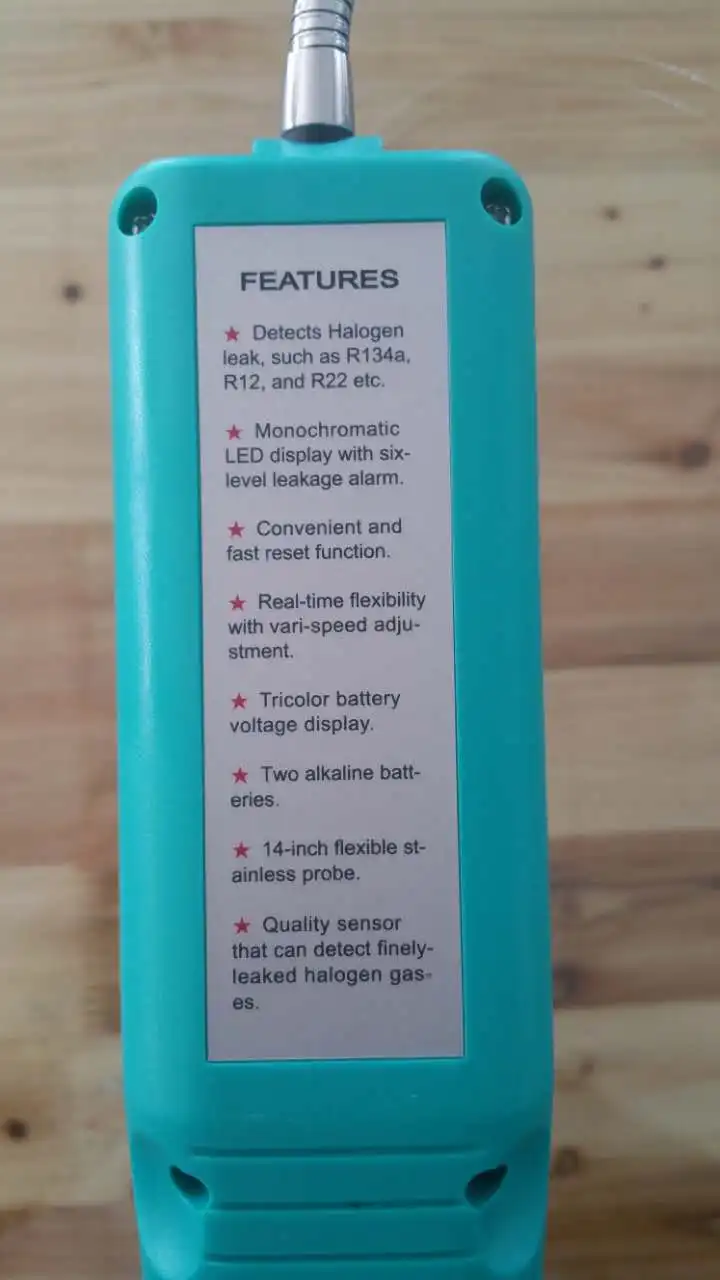 FEATURES
★ Detects Halogen
leak, such as R134a,
R12, and R22 etc.
★ Monochromatic
LED display with six-
level leakage alarm.
★ Convenient and
fast reset function.
★ Real-time flexibility
with vari-speed adju-
stment.
★ Tricolor battery
voltage display.
★ Two alkaline batt-
eries.
★ 14-inch flexible st-
ainless probe.
★ Quality sensor
that can detect finely-
leaked halogen gas-
es.